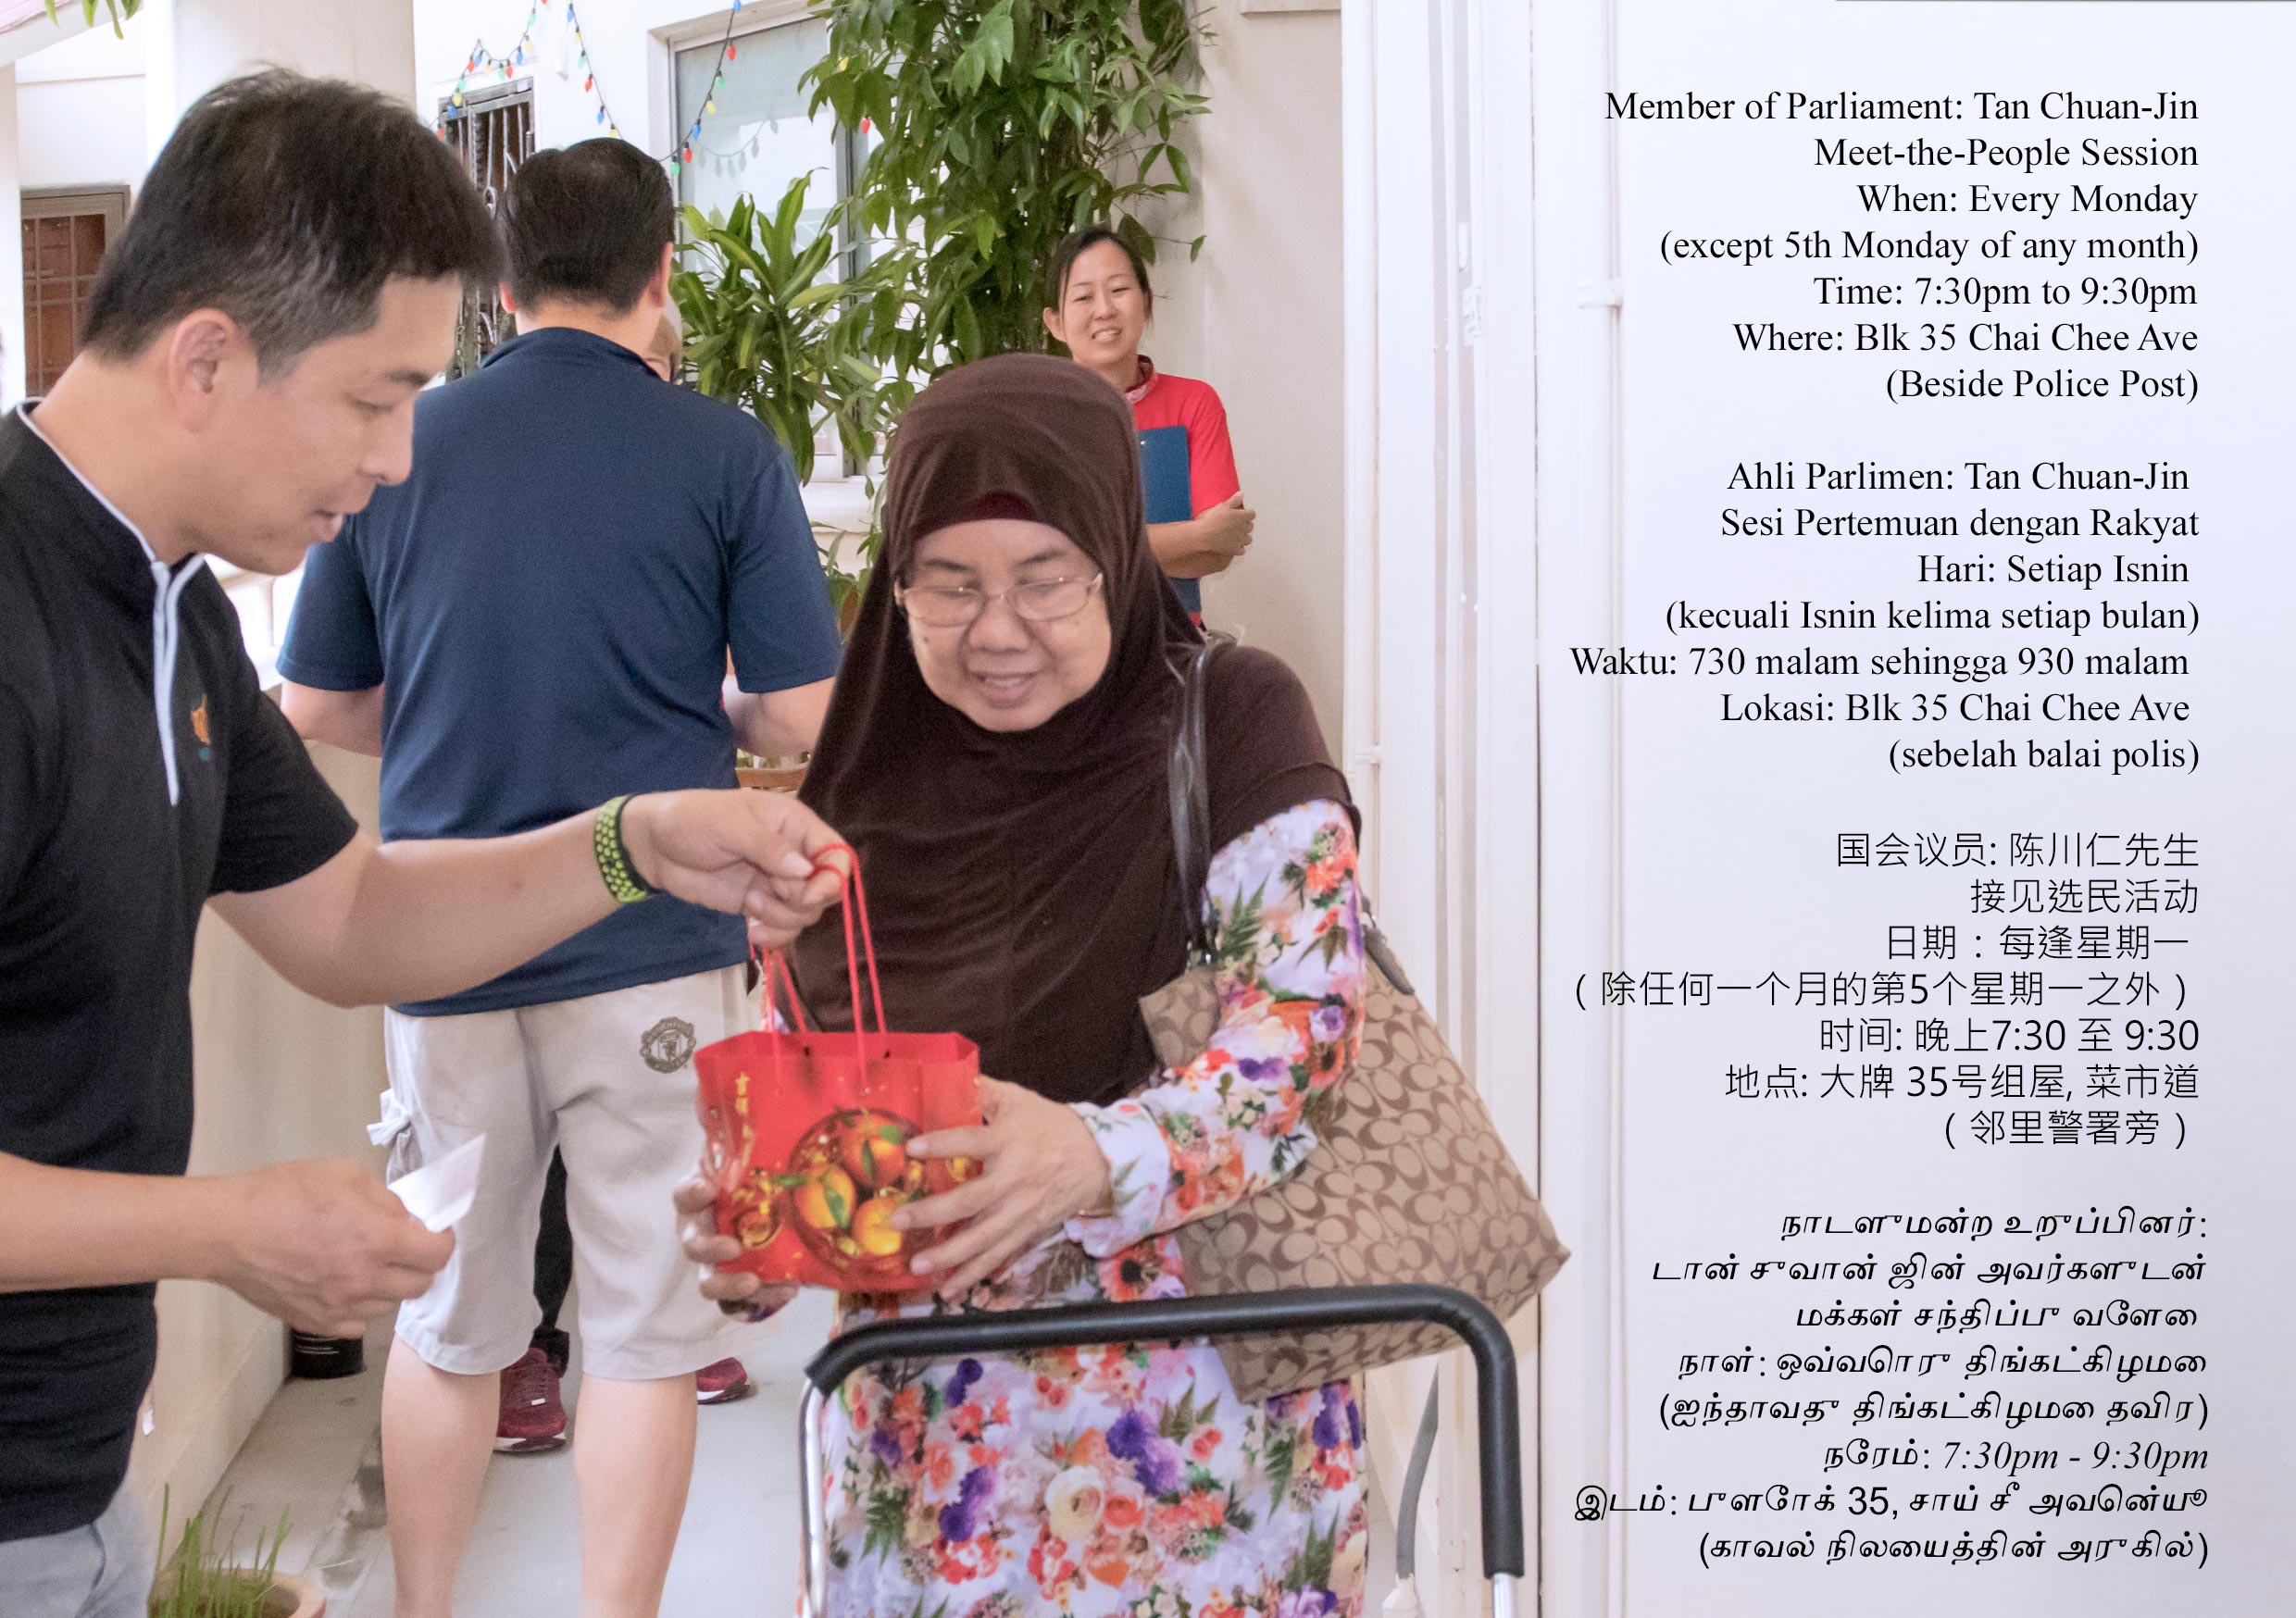 Member of Parliament: Tan Chuan-Jin
Meet-the-People Session
When: Every Monday
(except 5th Monday of any month)
Time: 7:30pm to 9:30pm
Where: Blk 35 Chai Chee Ave
(Beside Police Post)
Ahli Parlimen: Tan Chuan-Jin
Sesi Pertemuan dengan Rakyat
Hari: Setiap Isnin
(kecuali Isnin kelima setiap bulan)
Waktu: 730 malam sehingga 930 malam
Lokasi: Blk 35 Chai Chee Ave
(sebelah balai polis)
国会议员: 陈川仁先生
接见选民活动
日期：每逢星期一
（除任何一个月的第5个星期一之外）
时间: 晚上7:30 至 9:30
地点: 大牌 35号组屋, 菜市道
（邻里警署旁）
நாடளுமன்ற உறுப்பினர்:
டான் சுவான் ஜின் அவர்களுடன்
மக்கள் சந்திப்பு வளேை
நாள்: ஒவ்வொரு திங்கட்கிழமை
(ஐந்தாவது திங்கட்கிழமை தவிர)
நரேம்: 7:30pm - 9:30pm
இடம்: புளோக் 35, சாய் சீ அவென்யூ
(காவல் நிலையத்தின் அருகில்)